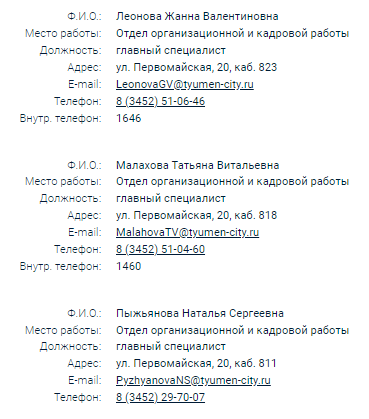 Ф.И.О.: Леонова Жанна Валентиновна
Место работы: Отдел организационной и кадровой работы
Должность: главный специалист
Адрес: ул. Первомайская, 20, каб. 823
E-mail: LeonovaGV@tyumen-city.ru
Телефон: 8 (3452) 51-06-46
Внутр. телефон: 1646
Ф.И.О.: Малахова Татьяна Витальевна
Место работы: Отдел организационной и кадровой работы
Должность: главный специалист
Адрес: ул. Первомайская, 20, каб. 818
E-mail: MalahovaTV@tyumen-city.ru
Телефон: 8 (3452) 51-04-60
Внутр. телефон: 1460
Ф.И.О.: Пыжьянова Наталья Сергеевна
Место работы: Отдел организационной и кадровой работы
Должность: главный специалист
Адрес: ул. Первомайская, 20, каб. 811
E-mail: PyzhyanovaNS@tyumen-city.ru
Телефон: 8 (3452) 29-70-07